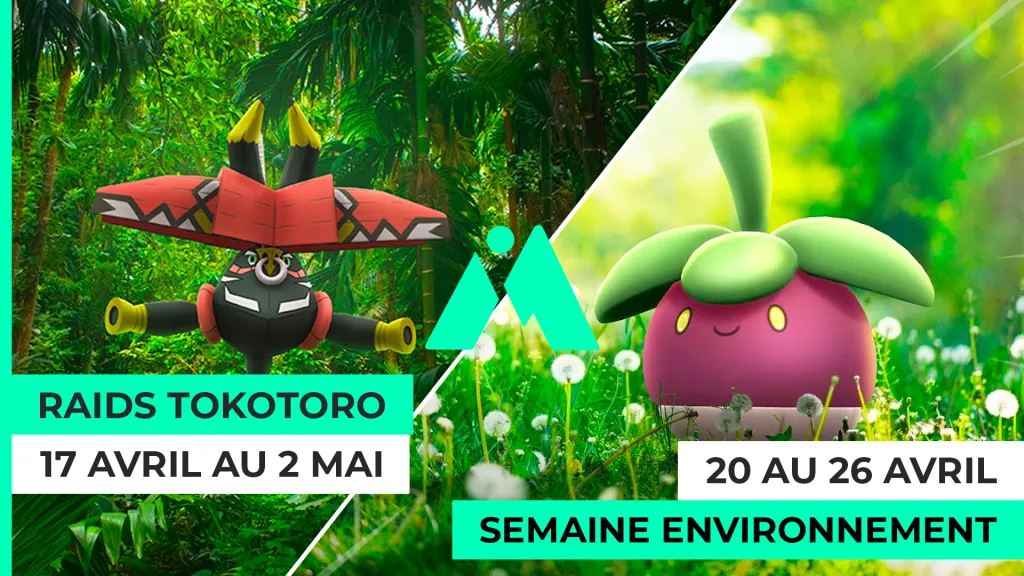 RAIDS TOKOTORO
17 AVRIL AU 2 MAI
20 AU 26 AVRIL
SEMAINE ENVIRONNEMENT